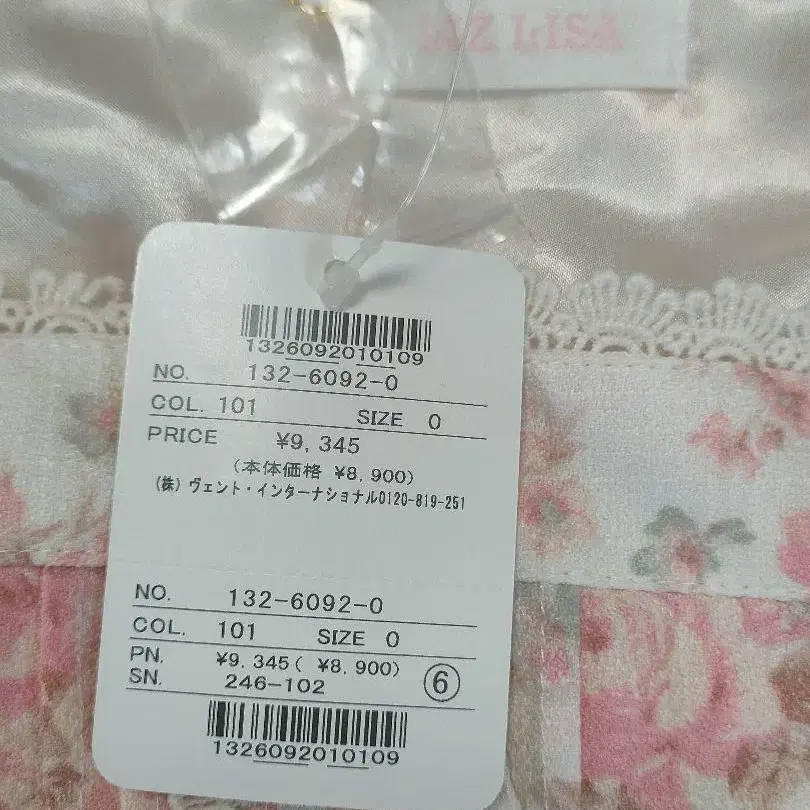 LIZ LISA
1326092010109
NO. 132-6092-0
COL. 101 SIZE 0
PRICE ¥9,345
(本体価格 ¥8,900)
(株)ヴェント・インターナショナル0120-819-251
NO. 132-6092-0
COL. 101 SIZE 0
PN. ¥9,345( ¥8,900)
SN. 246-102 ⑥
1326092010109